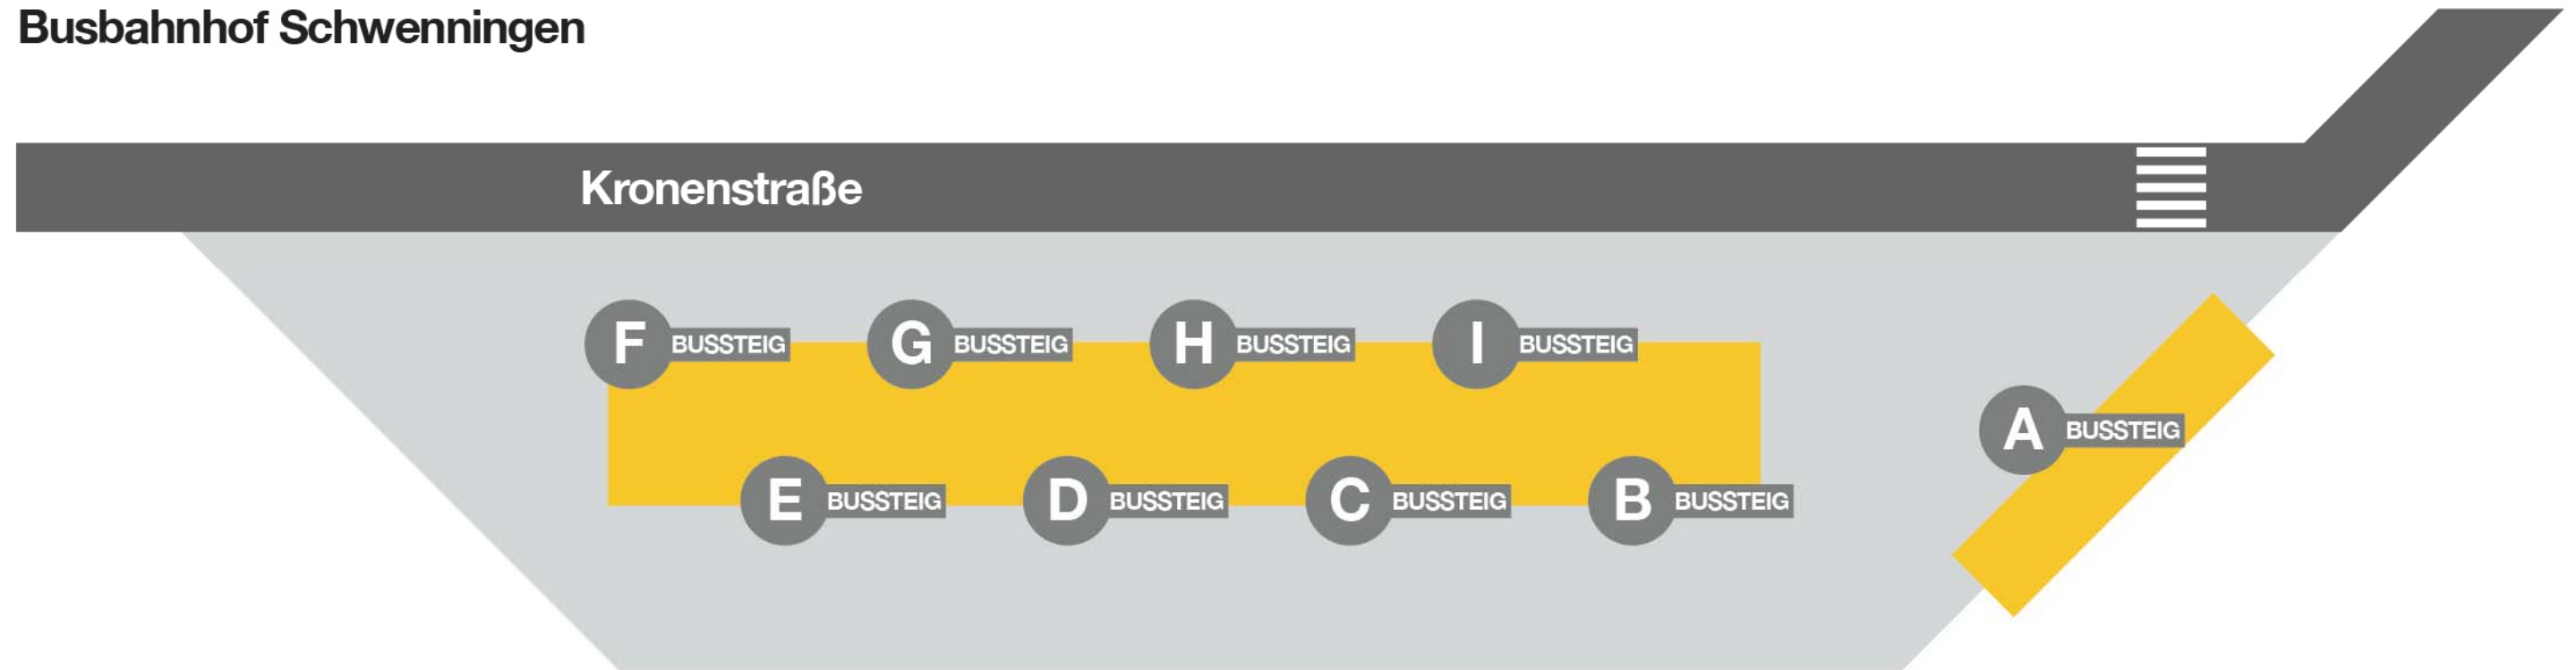 Busbahnhof Schwenningen
Kronenstraße
F BUSSTEIG G BUSSTEIG H BUSSTEIG I BUSSTEIG
A BUSSTEIG
E BUSSTEIG D BUSSTEIG C BUSSTEIG B BUSSTEIG